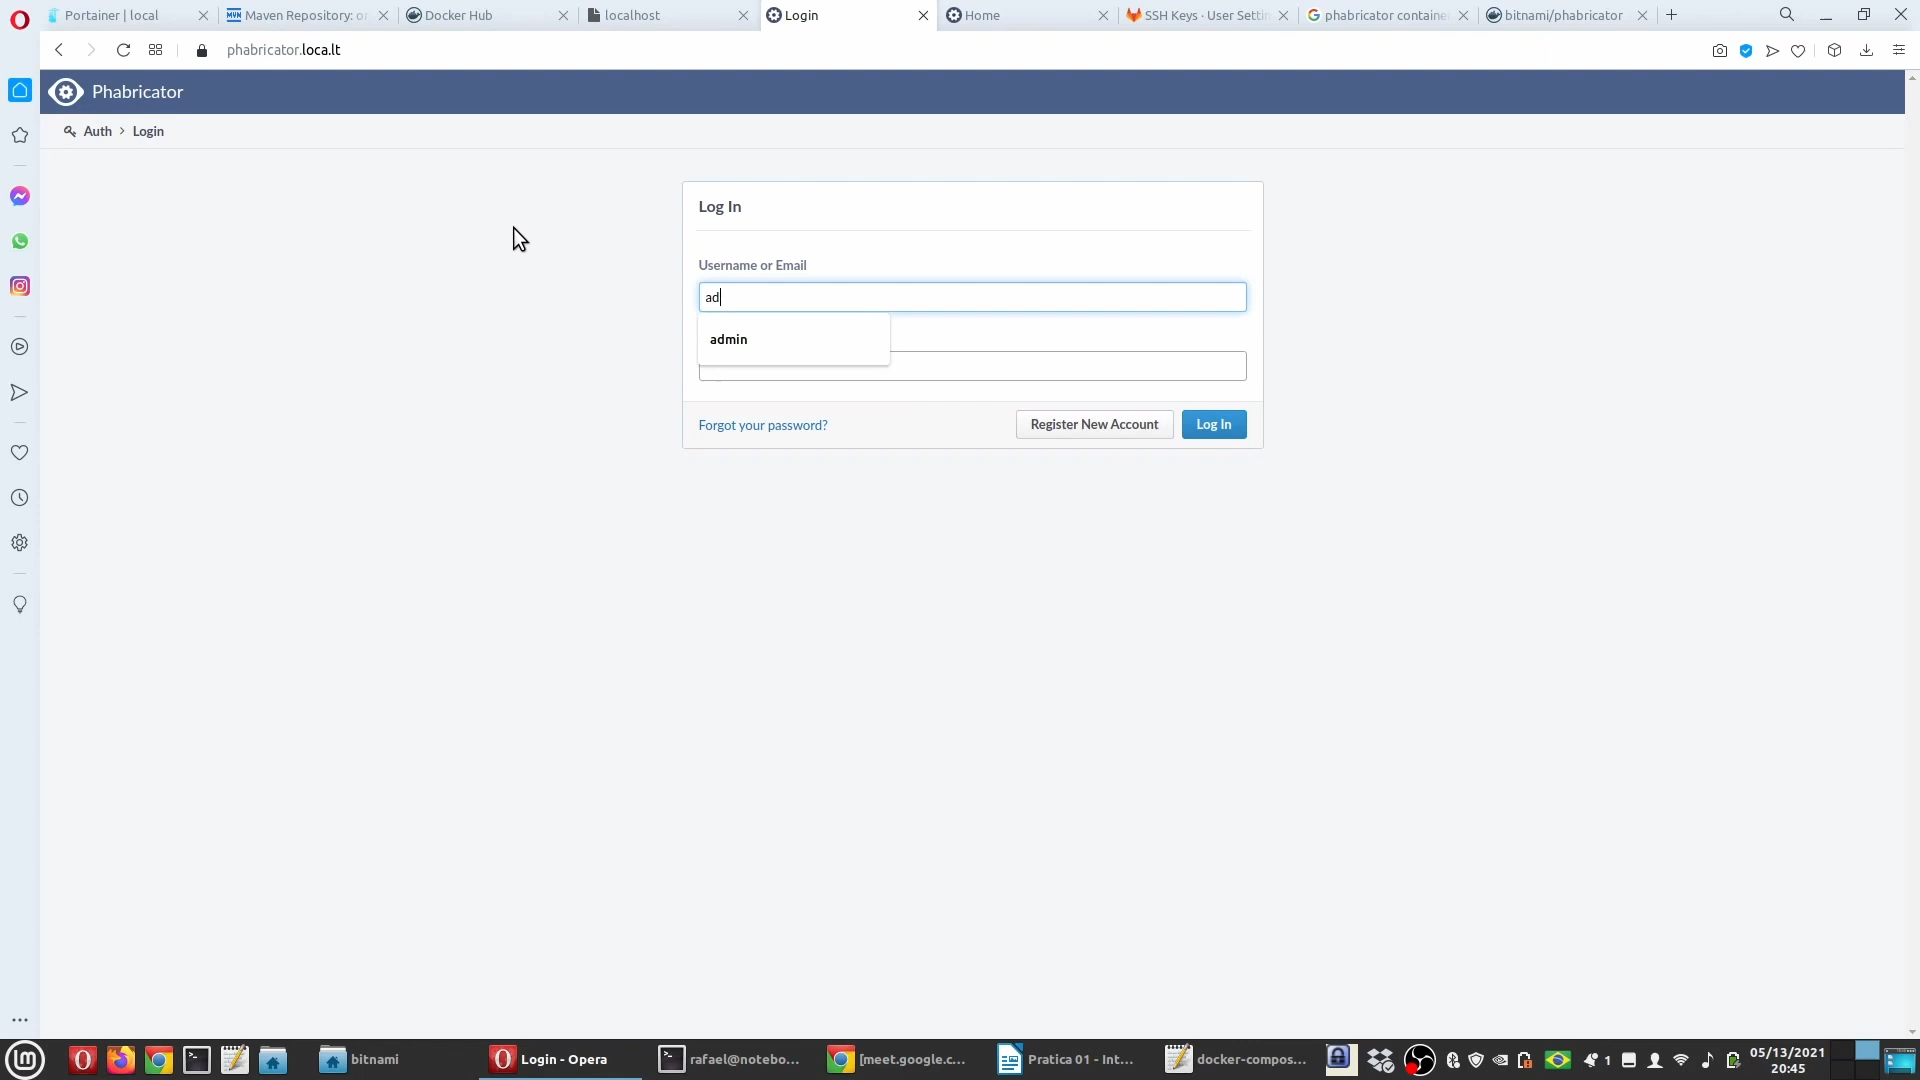 Portainer | local
Maven Repository: or
Docker Hub
localhost
Login
Home
SSH Keys · User Settin
phabricator containe
bitnami/phabricator
phabricator.loca.lt
Phabricator
Auth > Login
Log In
Username or Email
ad
admin
Forgot your password?
Register New Account
Log In
bitnami
Login - Opera
rafael@notebo...
[meet.google.c...
Pratica 01 - Int...
docker-compos...
1
05/13/2021
20:45